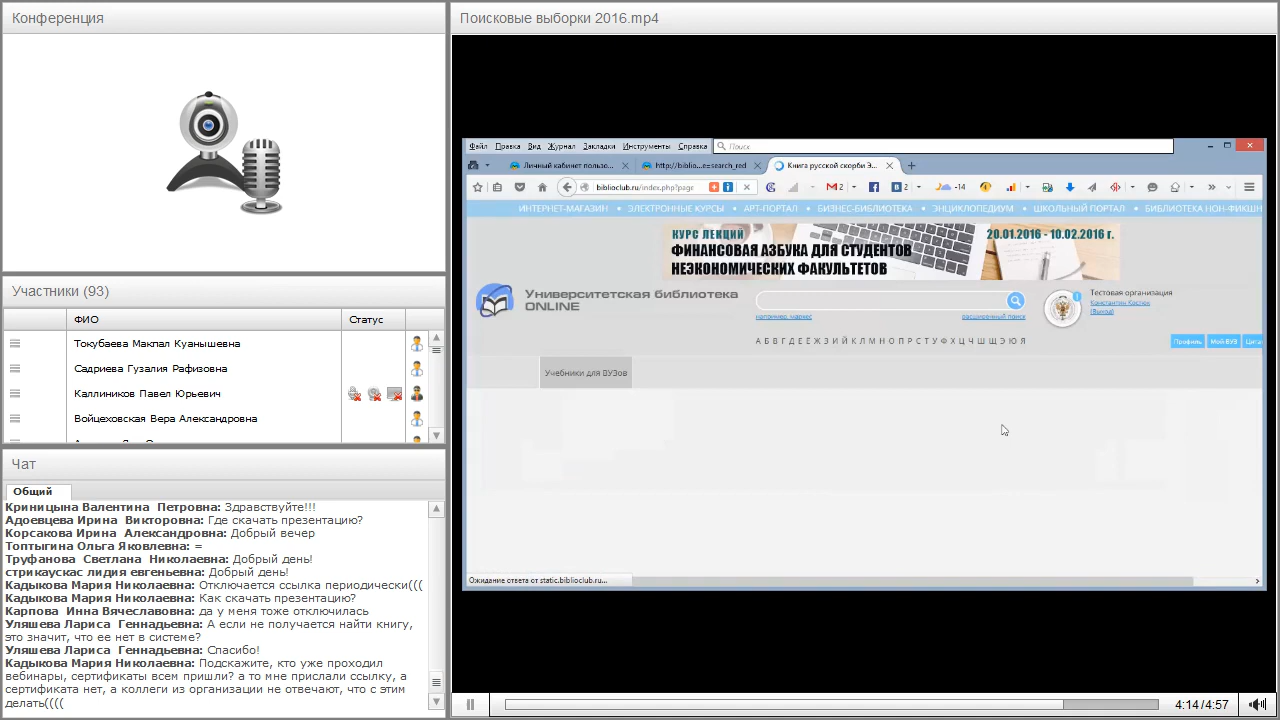 Конференция
Участники (93)
ФИО Статус
Токубаева Макпал Куанышевна
Садриева Гузалия Рафизовна
Каллиников Павел Юрьевич
Войцеховская Вера Александровна
Чат
Общий
Криницына Валентина Петровна: Здравствуйте!!!
Адоевцева Ирина Викторовна: Где скачать презентацию?
Корсакова Ирина Александровна: Добрый вечер
Топтыгина Ольга Яковлевна: =
Труфанова Светлана Николаевна: Добрый день!
стрикаускас лидия евгеньевна: Добрый день!
Кадыкова Мария Николаевна: Отключается ссылка периодически(((
Кадыкова Мария Николаевна: Как скачать презентацию?
Карпова Инна Вячеславовна: да у меня тоже отключилась
Уляшева Лариса Геннадьевна: А если не получается найти книгу,
это значит, что ее нет в системе?
Уляшева Лариса Геннадьевна: Спасибо!
Кадыкова Мария Николаевна: Подскажите, кто уже проходил
вебинары, сертификаты всем пришли? а то мне прислали ссылку, а
сертификата нет, а коллеги в организации не отвечают, что с этим
делать((((
Поисковые выборки 2016.mp4
Файл Правка Вид Журнал Закладки Инструменты Справка Поиск
Личный кабинет пользо... http://biblio...e=search_red Книга русской скорби Э...
biblioclub.ru/index.php?page 2 2 -14
ИНТЕРНЕТ-МАГАЗИН • ЭЛЕКТРОННЫЕ КУРСЫ • АРТ-ПОРТАЛ • БИЗНЕС-БИБЛИОТЕКА • ЭНЦИКЛОПЕДИУМ • ШКОЛЬНЫЙ ПОРТАЛ • БИБЛИОТЕКА НОН-ФИКШН
КУРС ЛЕКЦИЙ 20.01.2016 - 10.02.2016 г.
ФИНАНСОВАЯ АЗБУКА ДЛЯ СТУДЕНТОВ
НЕЭКОНОМИЧЕСКИХ ФАКУЛЬТЕТОВ
Университетская библиотека
ONLINE
например, маркес расширенный поиск
Тестовая организация
Константин Костюк
(Выход)
А Б В Г Д Е Ё Ж З И Й К Л М Н О П Р С Т У Ф Х Ц Ч Ш Щ Э Ю Я
Профиль Мой ВУЗ Цита
Учебники для ВУЗов
Ожидание ответа от static.biblioclub.ru...
4:14/4:57